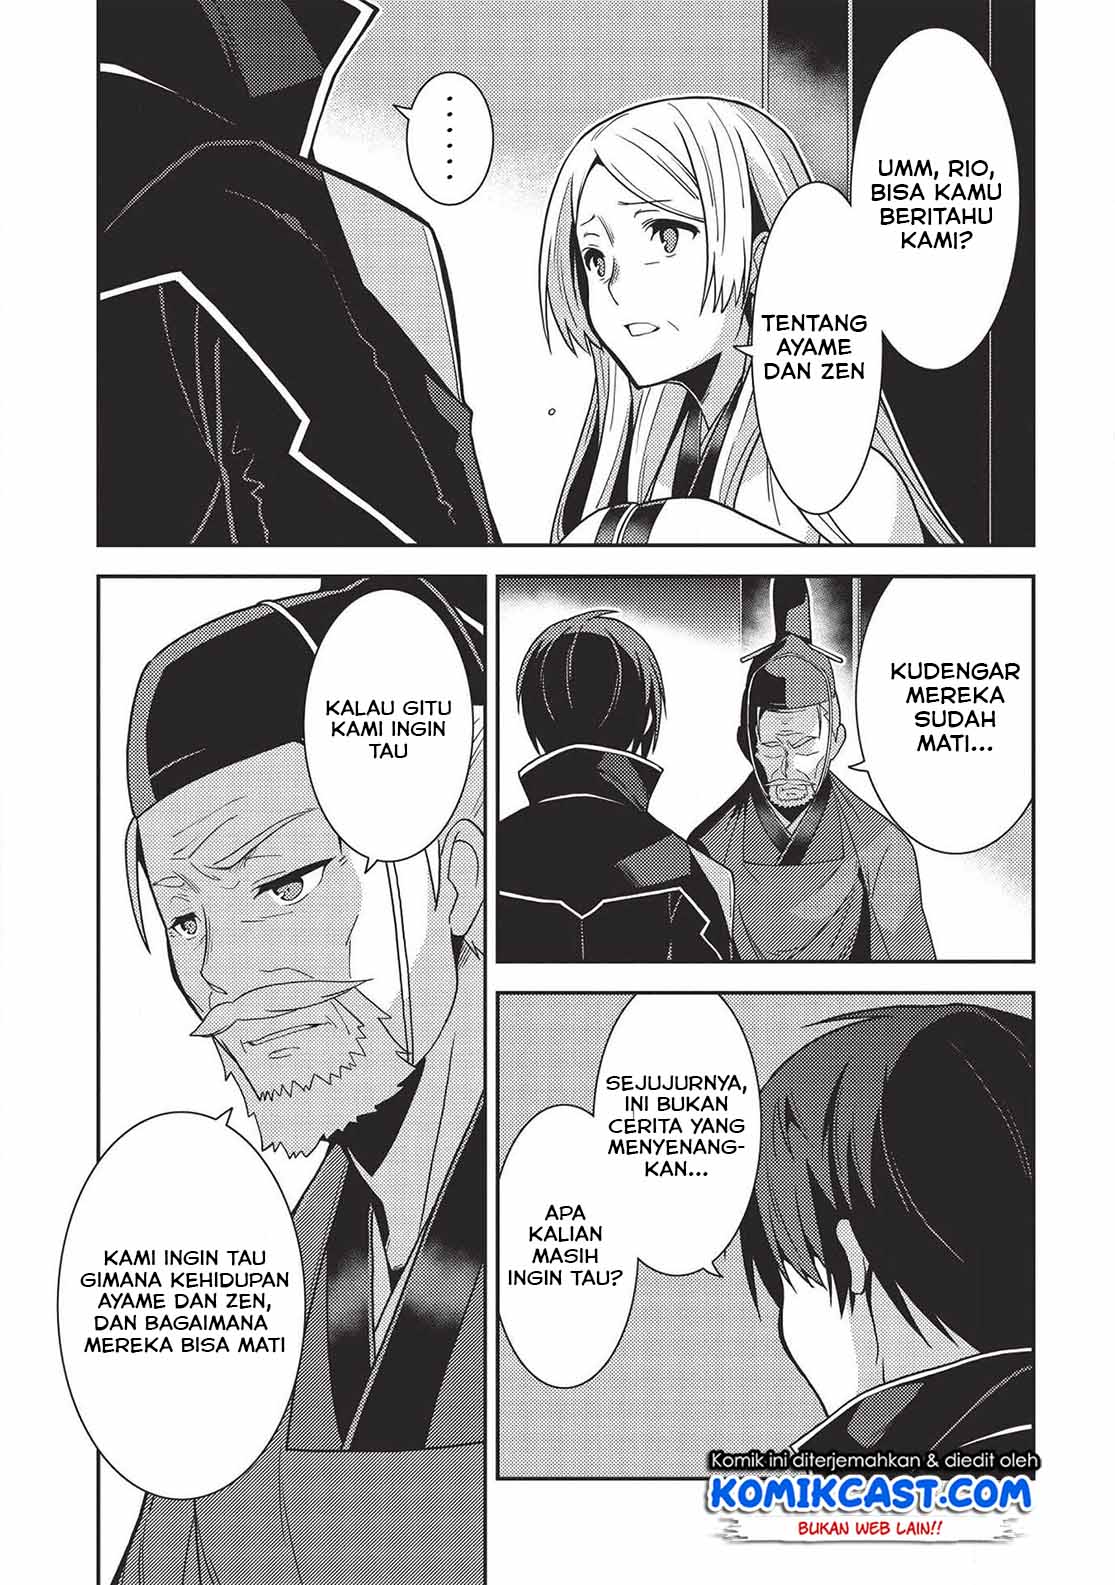 UMM, RIO,
BISA KAMU
BERITAHU
KAMI?
TENTANG
AYAME
DAN ZEN
.......
KUDENGAR
MEREKA
SUDAH
MATI...
SEJUJURNYA,
INI BUKAN
CERITA YANG
MENYENANG-
KAN...
APA
KALIAN
MASIH
INGIN TAU?
KALAU GITU
KAMI INGIN
TAU
KAMI INGIN TAU
GIMANA KEHIDUPAN
AYAME DAN ZEN,
DAN BAGAIMANA
MEREKA BISA MATI
Komik ini diterjemahkan & diedit oleh
KOMIKCAST.COM
BUKAN WEB LAIN!!